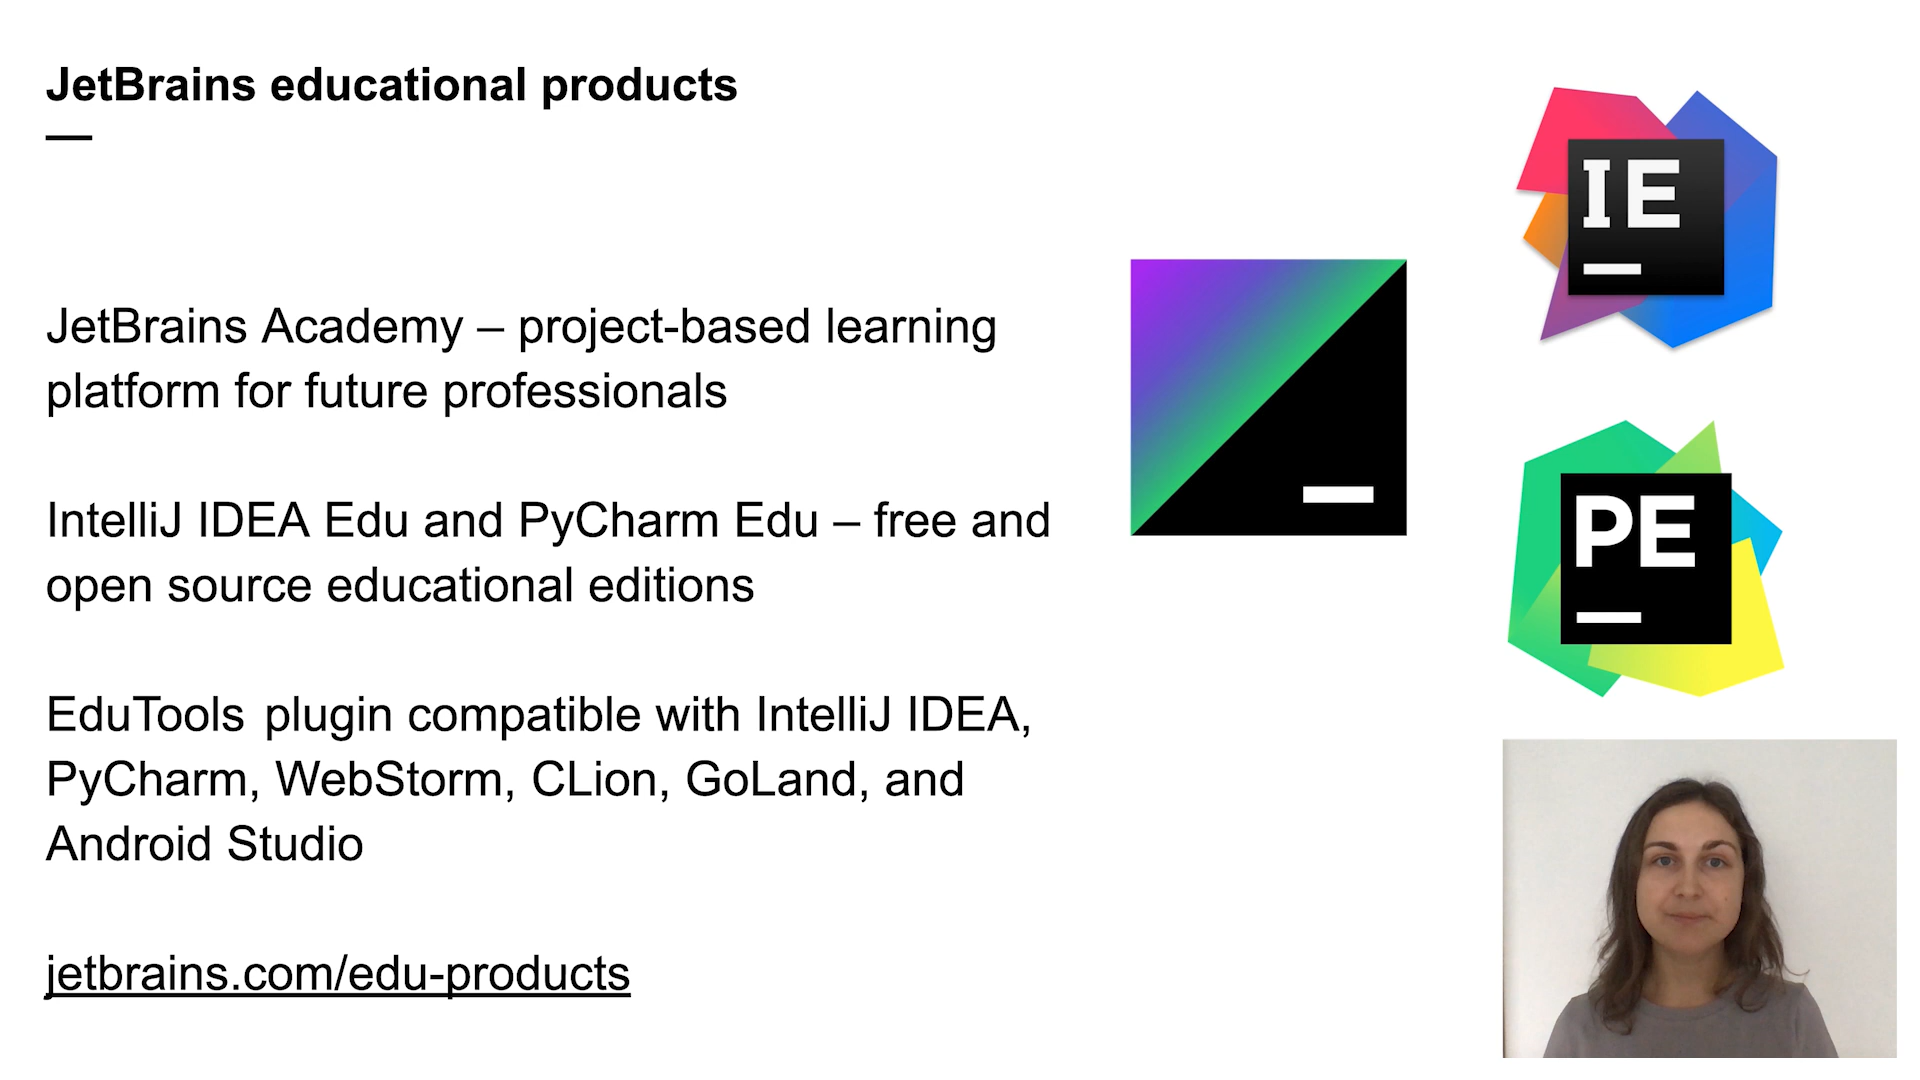 JetBrains educational products
JetBrains Academy – project-based learning
platform for future professionals
IntelliJ IDEA Edu and PyCharm Edu – free and
open source educational editions
EduTools plugin compatible with IntelliJ IDEA,
PyCharm, WebStorm, CLion, GoLand, and
Android Studio
jetbrains.com/edu-products
IE
PE